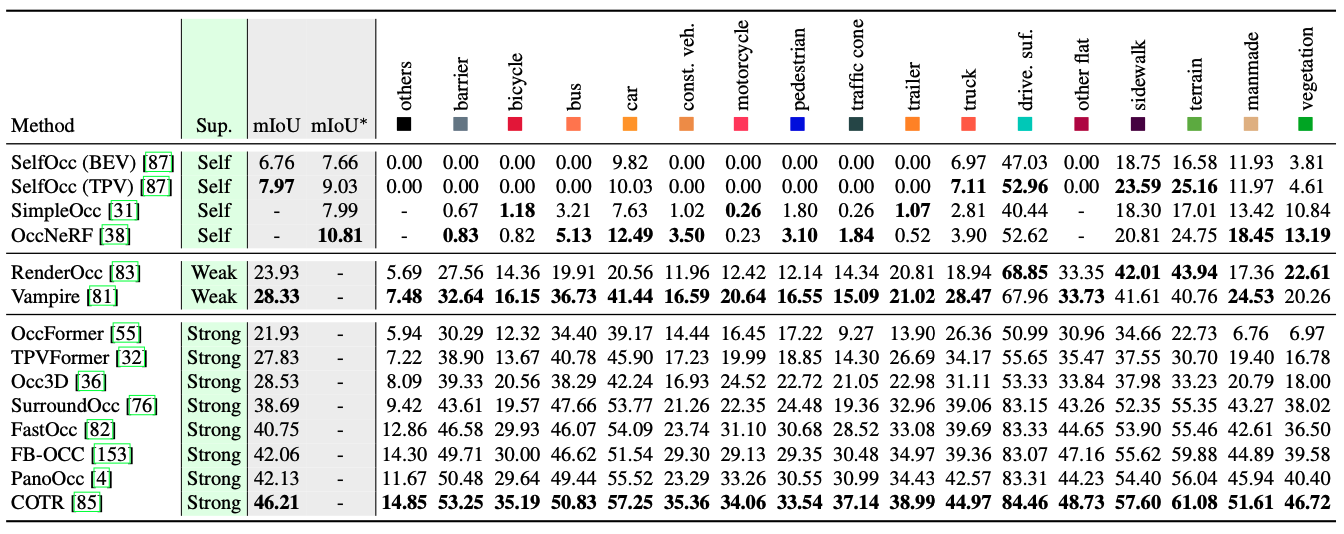 Method Sup. mIoU mIoU* others barrier bicycle bus car const. veh. motorcycle pedestrian traffic cone trailer truck drive. suf. other flat sidewalk terrain manmade vegetation
SelfOcc (BEV) [87] Self 6.76 7.66 0.00 0.00 0.00 0.00 9.82 0.00 0.00 0.00 0.00 0.00 6.97 47.03 0.00 18.75 16.58 11.93 3.81
SelfOcc (TPV) [87] Self 7.97 9.03 0.00 0.00 0.00 0.00 10.03 0.00 0.00 0.00 0.00 0.00 7.11 52.96 0.00 23.59 25.16 11.97 4.61
SimpleOcc [31] Self - 7.99 - 0.67 1.18 3.21 7.63 1.02 0.26 1.80 0.26 1.07 2.81 40.44 - 18.30 17.01 13.42 10.84
OccNeRF [38] Self - 10.81 - 0.83 0.82 5.13 12.49 3.50 0.23 3.10 1.84 0.52 3.90 52.62 - 20.81 24.75 18.45 13.19
RenderOcc [83] Weak 23.93 - 5.69 27.56 14.36 19.91 20.56 11.96 12.42 12.14 14.34 20.81 18.94 68.85 33.35 42.01 43.94 17.36 22.61
Vampire [81] Weak 28.33 - 7.48 32.64 16.15 36.73 41.44 16.59 20.64 16.55 15.09 21.02 28.47 67.96 33.73 41.61 40.76 24.53 20.26
OccFormer [55] Strong 21.93 - 5.94 30.29 12.32 34.40 39.17 14.44 16.45 17.22 9.27 13.90 26.36 50.99 30.96 34.66 22.73 6.76 6.97
TPVFormer [32] Strong 27.83 - 7.22 38.90 13.67 40.78 45.90 17.23 19.99 18.85 14.30 26.69 34.17 55.65 35.47 37.55 30.70 19.40 16.78
Occ3D [36] Strong 28.53 - 8.09 39.33 20.56 38.29 42.24 16.93 24.52 22.72 21.05 22.98 31.11 53.33 33.84 37.98 33.23 20.79 18.00
SurroundOcc [76] Strong 38.69 - 9.42 43.61 19.57 47.66 53.77 21.26 22.35 24.48 19.36 32.96 39.06 83.15 43.26 52.35 55.35 43.27 38.02
FastOcc [82] Strong 40.75 - 12.86 46.58 29.93 46.07 54.09 23.74 31.10 30.68 28.52 33.08 39.69 83.33 44.65 53.90 55.46 42.61 36.50
FB-OCC [153] Strong 42.06 - 14.30 49.71 30.00 46.62 51.54 29.30 29.13 29.35 30.48 34.97 39.36 83.07 47.16 55.62 59.88 44.89 39.58
PanoOcc [4] Strong 42.13 - 11.67 50.48 29.64 49.44 55.52 23.29 33.26 30.55 30.99 34.43 42.57 83.31 44.23 54.40 56.04 45.94 40.40
COTR [85] Strong 46.21 - 14.85 53.25 35.19 50.83 57.25 35.36 34.06 33.54 37.14 38.99 44.97 84.46 48.73 57.60 61.08 51.61 46.72